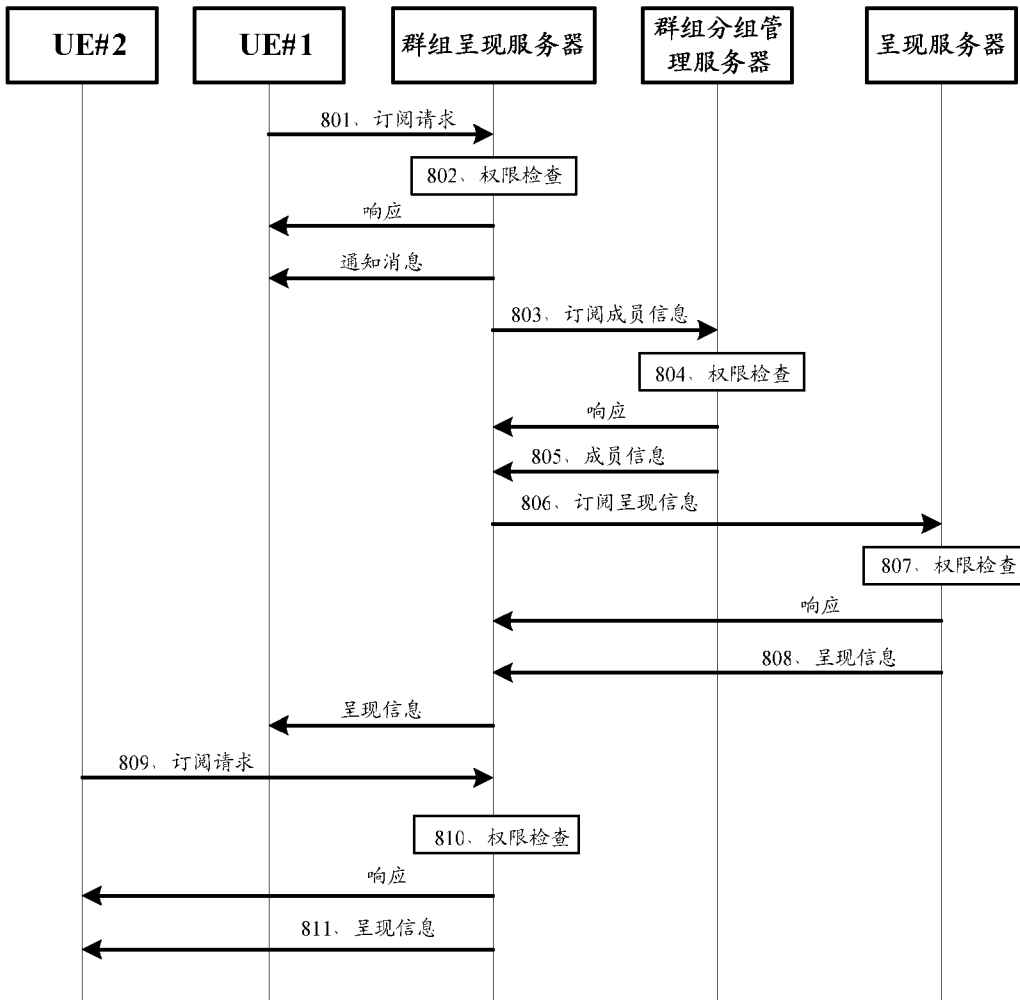 UE#2
UE#1
群组呈现服务器
群组分组管
理服务器
呈现服务器
801、订阅请求
802、权限检查
响应
通知消息
803、订阅成员信息
804、权限检查
响应
805、成员信息
806、订阅呈现信息
807、权限检查
响应
808、呈现信息
呈现信息
809、订阅请求
810、权限检查
响应
811、呈现信息